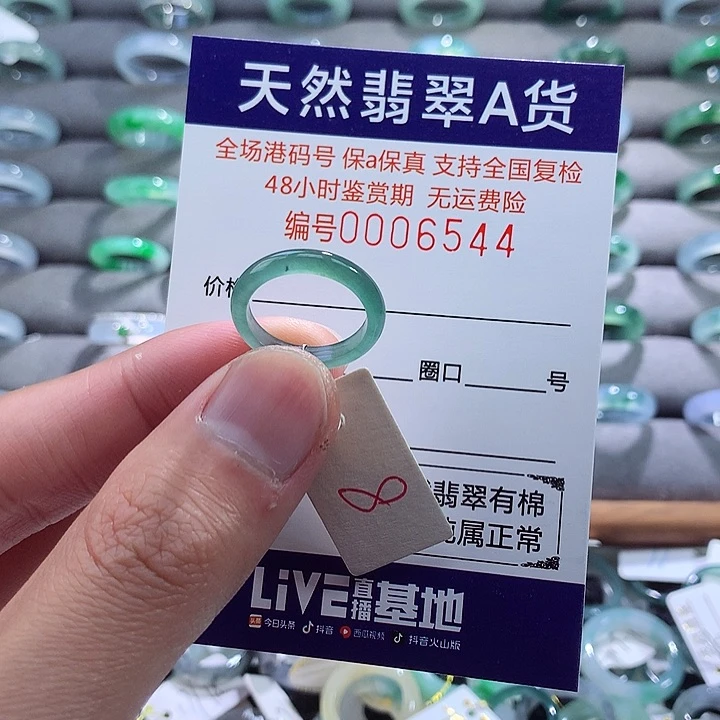 天然翡翠A货
全场港码号 保a保真 支持全国复检
48小时鉴赏期 无运费险
编号0006544
价格
圈口 号
翡翠有棉
属正常
LiVE直播基地
头条 今日头条 抖音 西瓜视频 抖音火山版